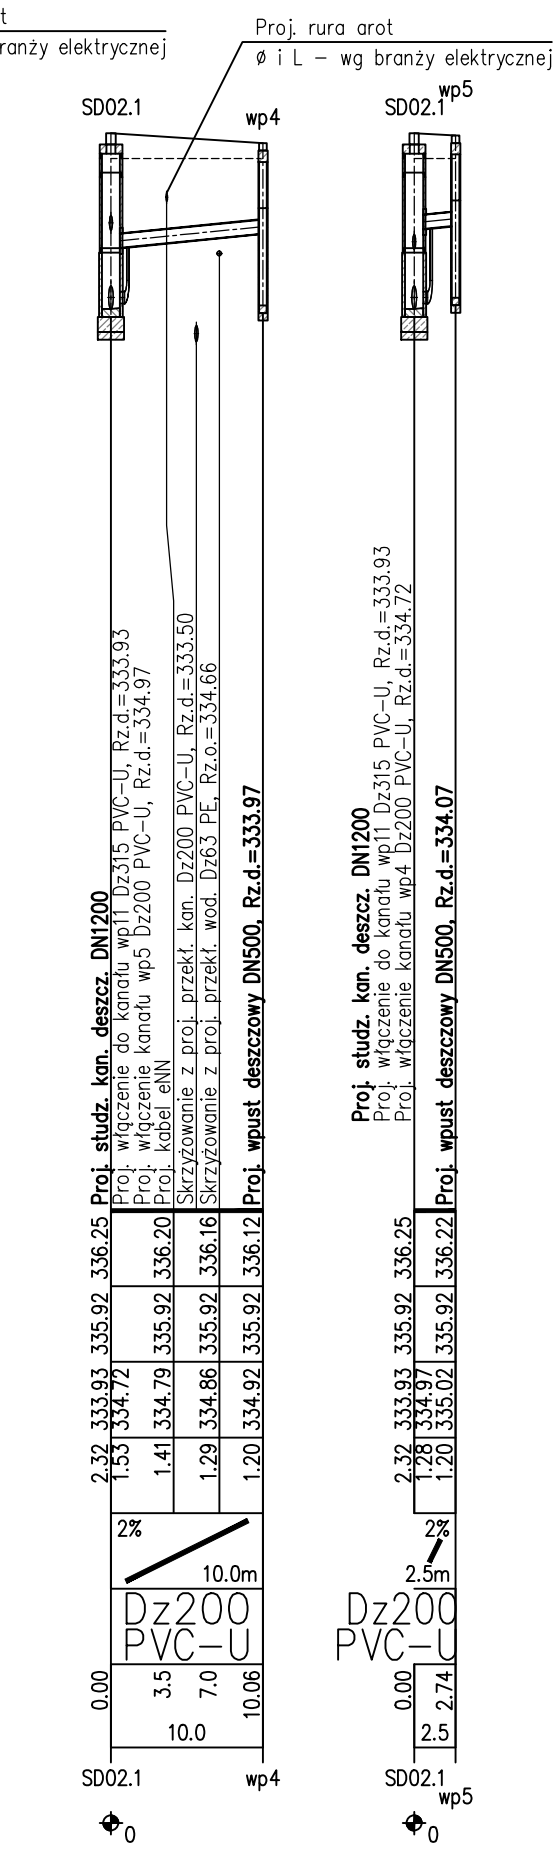 t
ranży elektrycznej
Proj. rura arot
Ø i L – wg branży elektrycznej
SD02.1
wp4
SD02.1
wp5
Proj. studz. kan. deszcz. DN1200
Proj. włączenie do kanału wp11 Dz315 PVC-U, Rz.d.=333.93
Proj. włączenie kanału wp5 Dz200 PVC-U, Rz.d.=334.97
Proj. kabel eNN
Skrzyżowanie z proj. przekł. kan. Dz200 PVC-U, Rz.d.=333.50
Skrzyżowanie z proj. przekł. wod. Dz63 PE, Rz.o.=334.66
Proj. wpust deszczowy DN500, Rz.d.=333.97
Proj. studz. kan. deszcz. DN1200
Proj. włączenie do kanału wp11 Dz315 PVC-U, Rz.d.=333.93
Proj. włączenie kanału wp4 Dz200 PVC-U, Rz.d.=334.72
Proj. wpust deszczowy DN500, Rz.d.=334.07
336.25 336.20 336.16 336.12
335.92 335.92 335.92 335.92
333.93 334.72 334.79 334.86 334.92
2.32 1.53 1.41 1.29 1.20
2%
10.0m
Dz200
PVC-U
0.00 3.5 7.0 10.06
10.0
SD02.1
wp4
0
336.25 336.22
335.92 335.92
333.93 334.97 335.02
2.32 1.28 1.20
2%
2.5m
Dz200
PVC-U
0.00 2.74
2.5
SD02.1
wp5
0